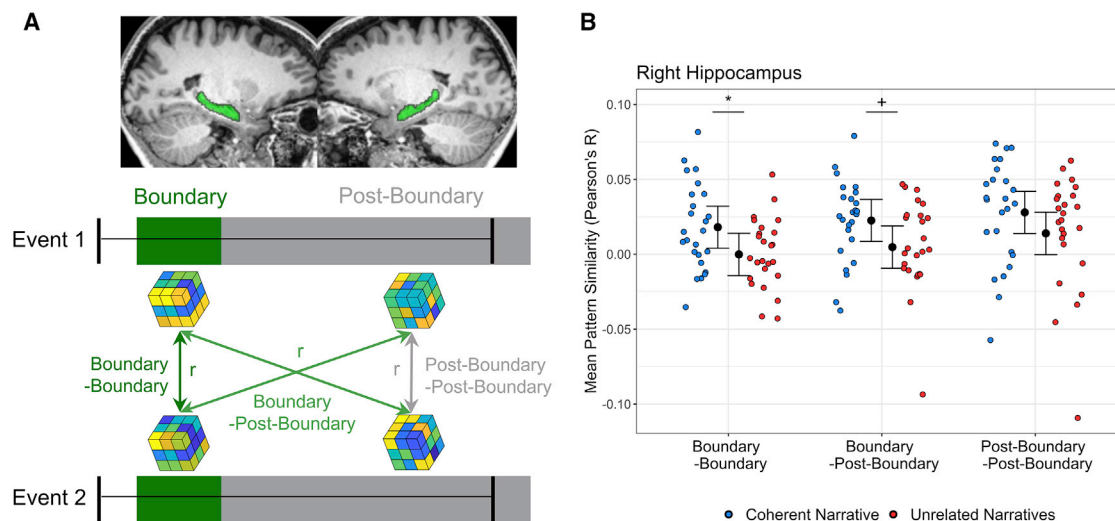 A
Boundary
Post-Boundary
Event 1
Boundary
-Boundary
r
r
Boundary
-Post-Boundary
r
Post-Boundary
-Post-Boundary
Event 2
B
Right Hippocampus
Mean Pattern Similarity (Pearson's R)
0.10
0.05
0.00
-0.05
-0.10
*
+
Boundary
-Boundary
Boundary
-Post-Boundary
Post-Boundary
-Post-Boundary
Coherent Narrative
Unrelated Narratives